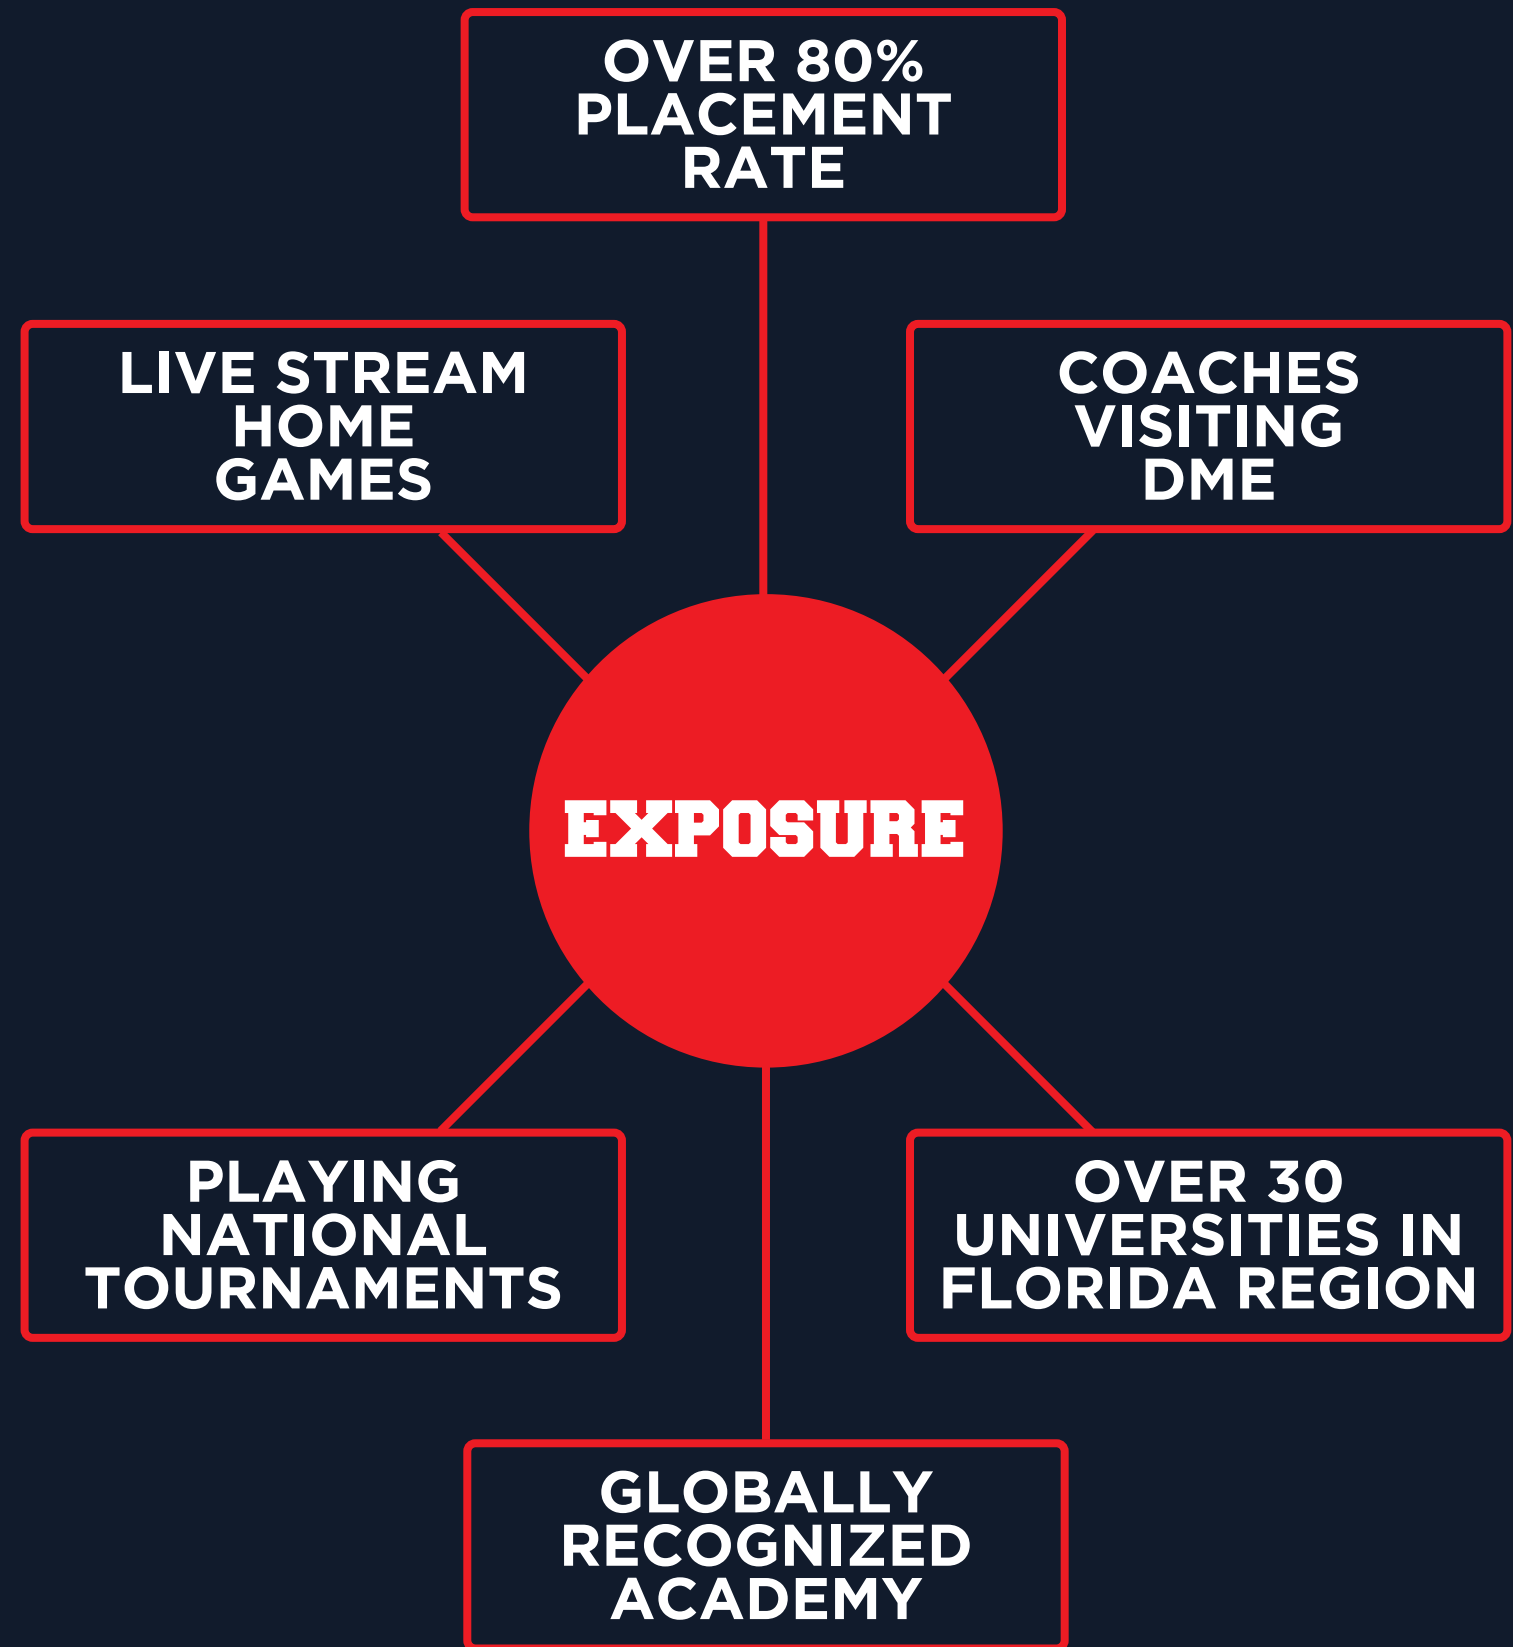 OVER 80%
PLACEMENT
RATE
LIVE STREAM
HOME
GAMES
COACHES
VISITING
DME
EXPOSURE
PLAYING
NATIONAL
TOURNAMENTS
OVER 30
UNIVERSITIES IN
FLORIDA REGION
GLOBALLY
RECOGNIZED
ACADEMY